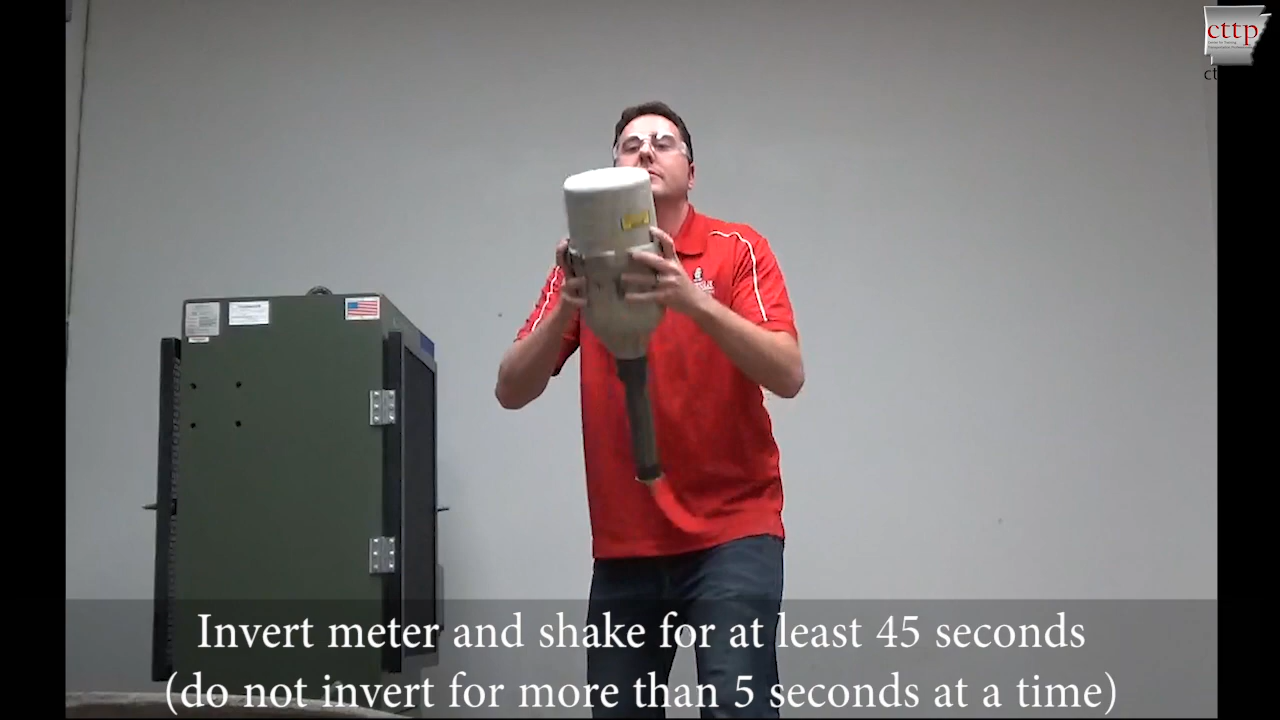 cttp
ct
Invert meter and shake for at least 45 seconds
(do not invert for more than 5 seconds at a time)